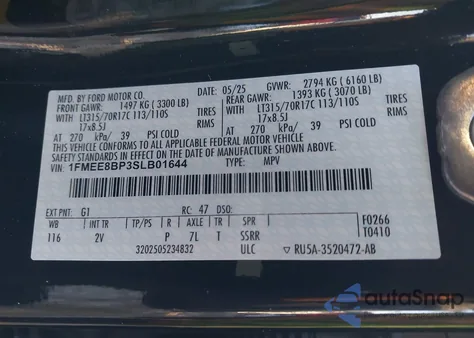 MFD. BY FORD MOTOR CO.
05/25 GVWR: 2794 KG (6160 LB)
FRONT GAWR: 1497 KG (3300 LB) REAR GAWR: 1393 KG (3070 LB)
LT315/70R17C 113/110S TIRES LT315/70R17C 113/110S TIRES
17x8.5J RIMS 17x8.5J RIMS
AT 270 kPa/ 39 PSI COLD AT 270 kPa/ 39 PSI COLD
THIS VEHICLE CONFORMS TO ALL APPLICABLE FEDERAL MOTOR VEHICLE
SAFETY AND THEFT PREVENTION STANDARDS IN EFFECT ON THE DATE OF MANUFACTURE SHOWN ABOVE.
VIN: 1FMEE8BP3SLB01644 TYPE: MPV
EXT PNT: G1 RC: 47 DSO: F0266
WB INT TR TP/PS R AXLE TR SPR T0410
116 2V P 7L T SSRR
3202505234832 ULC RU5A-3520472-AB
autoSnap